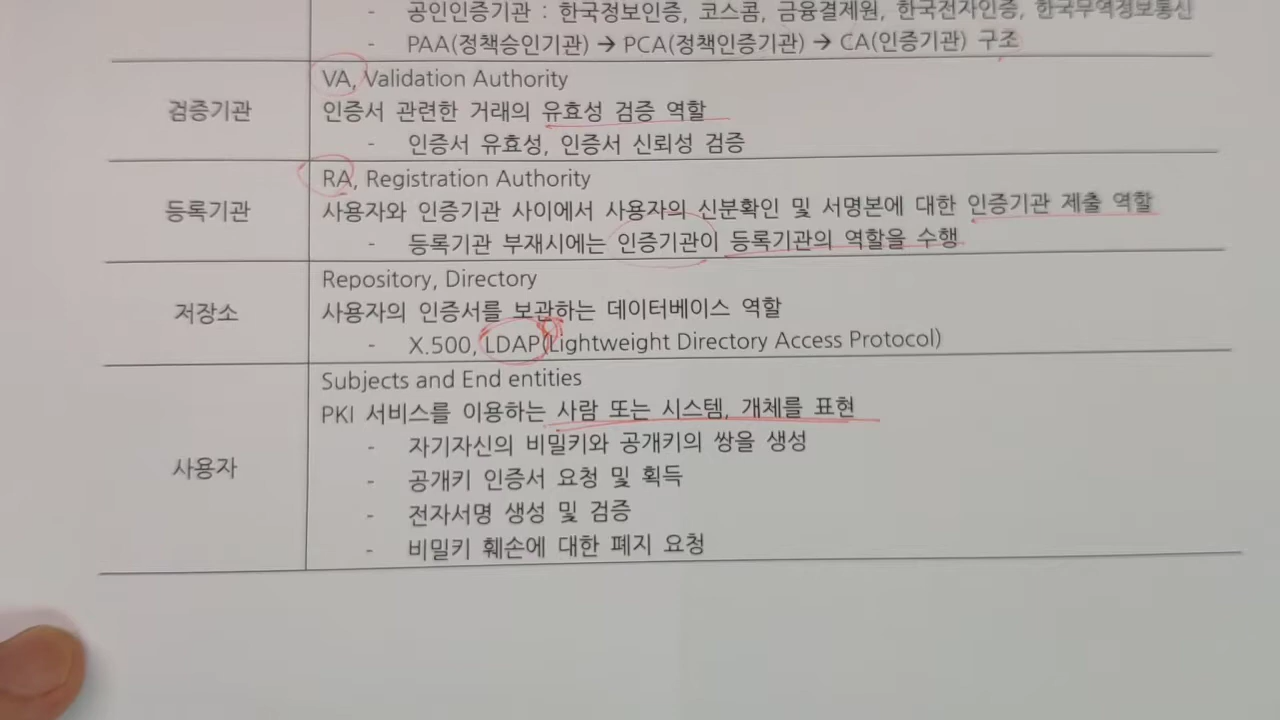 - 공인인증기관 : 한국정보인증, 코스콤, 금융결제원, 한국전자인증, 한국무역정보통신
- PAA(정책승인기관) → PCA(정책인증기관) → CA(인증기관) 구조
검증기관
VA, Validation Authority
인증서 관련한 거래의 유효성 검증 역할
- 인증서 유효성, 인증서 신뢰성 검증
등록기관
RA, Registration Authority
사용자와 인증기관 사이에서 사용자의 신분확인 및 서명본에 대한 인증기관 제출 역할
- 등록기관 부재시에는 인증기관이 등록기관의 역할을 수행
저장소
Repository, Directory
사용자의 인증서를 보관하는 데이터베이스 역할
- X.500, LDAP(Lightweight Directory Access Protocol)
사용자
Subjects and End entities
PKI 서비스를 이용하는 사람 또는 시스템, 개체를 표현
- 자기자신의 비밀키와 공개키의 쌍을 생성
- 공개키 인증서 요청 및 획득
- 전자서명 생성 및 검증
- 비밀키 훼손에 대한 폐지 요청